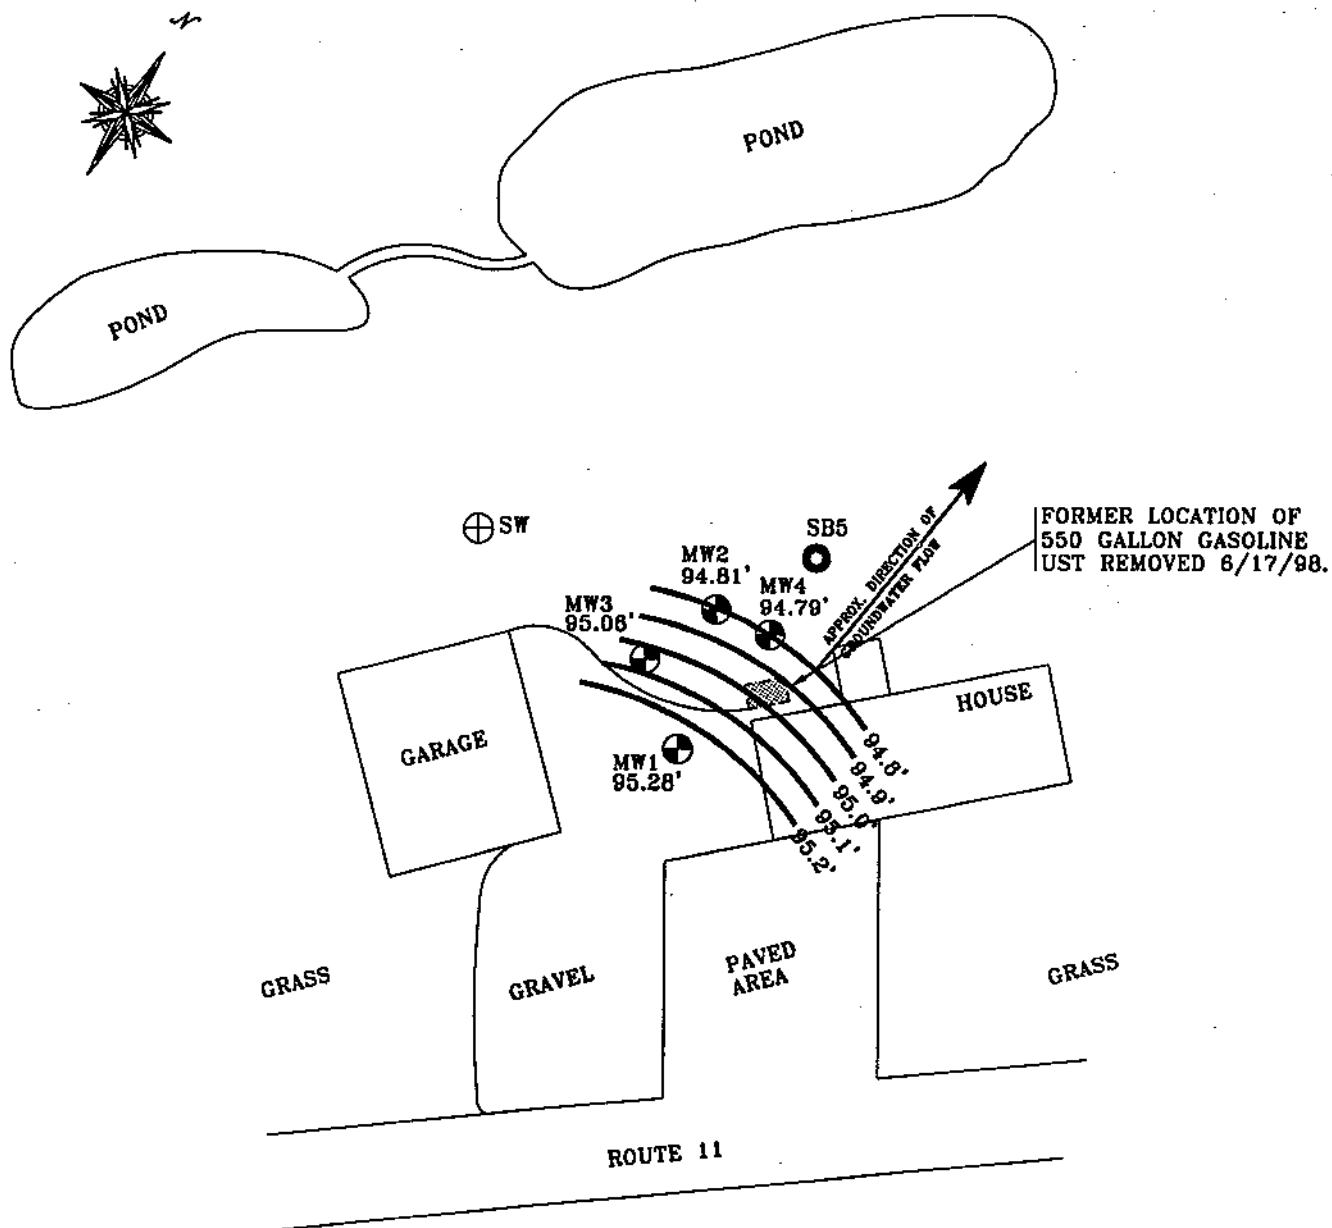 N
POND
POND
SW
SB5
MW2
94.81'
MW4
94.79'
MW3
95.06'
APPROX. DIRECTION OF
GROUNDWATER FLOW
FORMER LOCATION OF
550 GALLON GASOLINE
UST REMOVED 6/17/98.
HOUSE
GARAGE
MW1
95.28'
94.8'
94.9'
95.0'
95.1'
95.2'
GRASS
GRAVEL
PAVED
AREA
GRASS
ROUTE 11